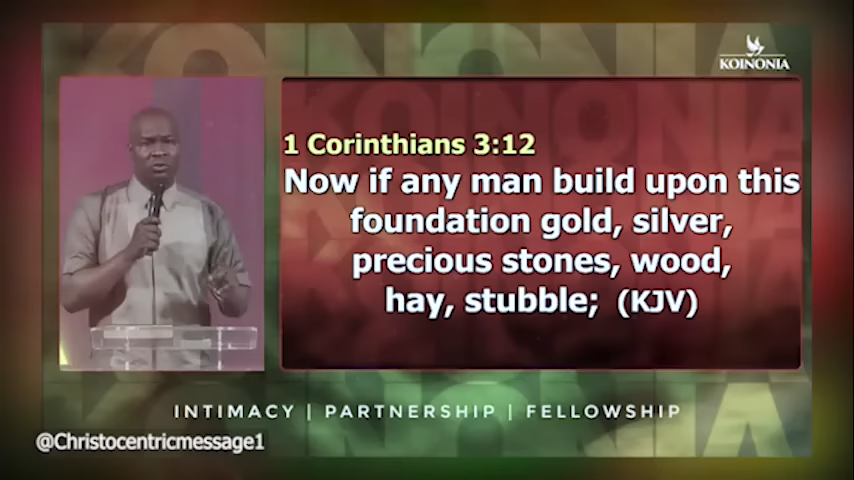 KOINONIA
1 Corinthians 3:12
Now if any man build upon this
foundation gold, silver,
precious stones, wood,
hay, stubble; (KJV)
INTIMACY | PARTNERSHIP | FELLOWSHIP
@Christocentricmessage1